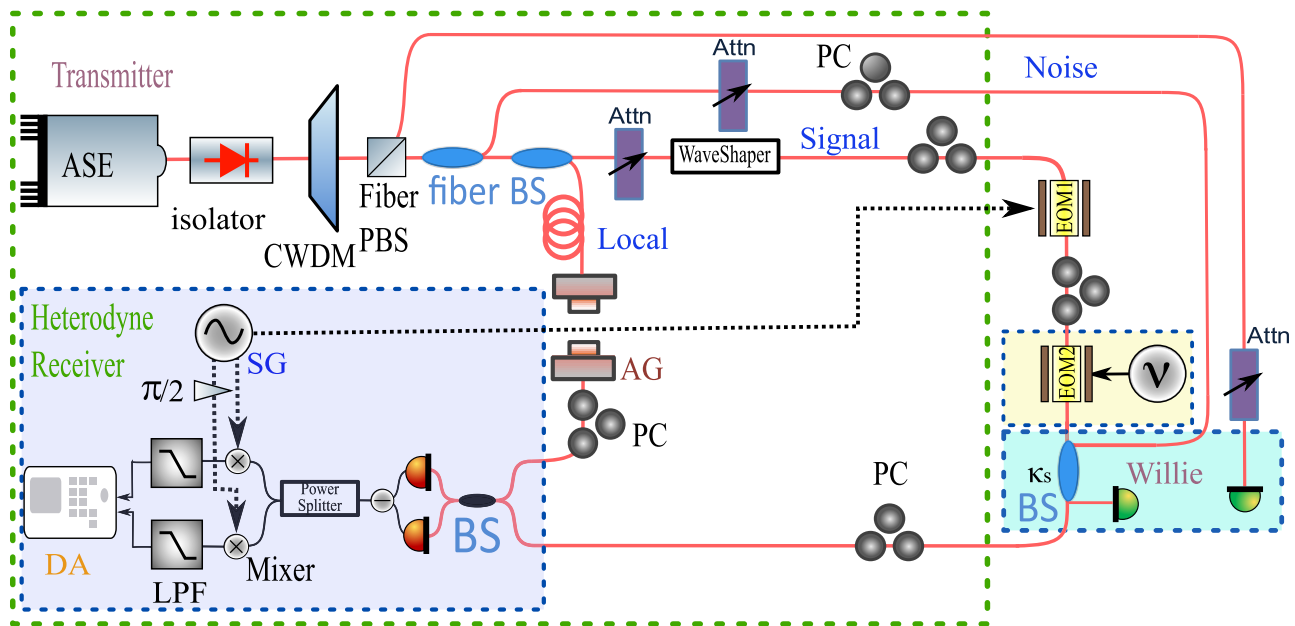 Transmitter
ASE
isolator
CWDM
Fiber
PBS
fiber BS
Attn
Attn
WaveShaper
PC
Noise
Signal
Local
EOM1
Heterodyne
Receiver
SG
π/2
AG
PC
EOM2
ν
Attn
κs
BS
Willie
PC
DA
LPF
Mixer
Power
Splitter
BS